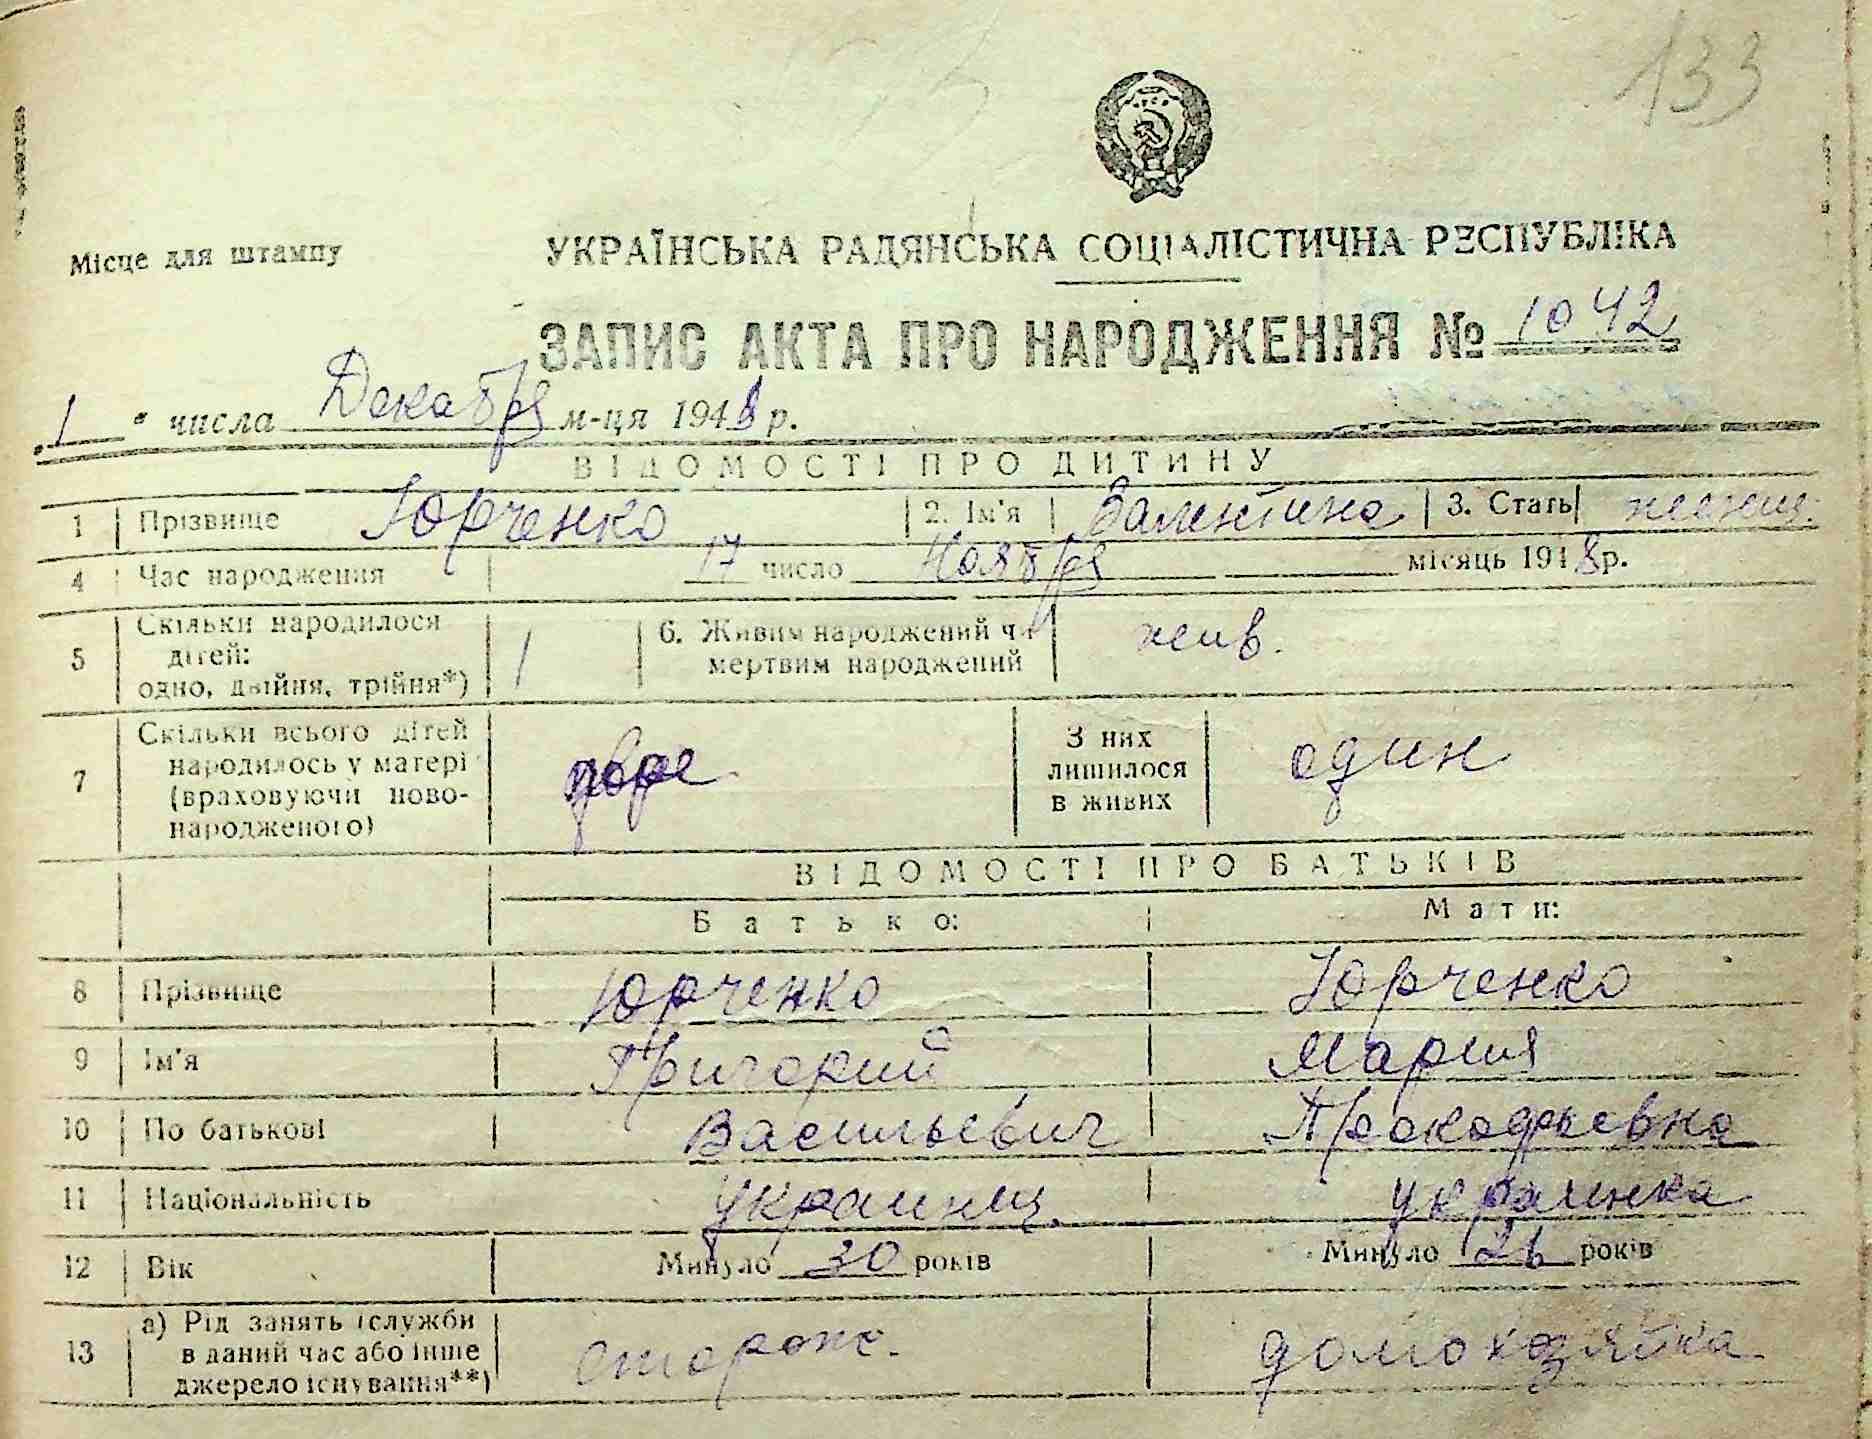 133
Місце для штампу
УКРАЇНСЬКА РАДЯНСЬКА СОЦІАЛІСТИЧНА РЕСПУБЛІКА
ЗАПИС АКТА ПРО НАРОДЖЕННЯ № 1042
1 " числа Декабря м-ця 1948 р.
ВІДОМОСТІ ПРО ДИТИНУ
1 Прізвище Юрченко 2. Ім'я Валентина 3. Стать женщ.
4 Час народження 17 число Ноября місяць 1948 р.
5 Скільки народилося
дітей:
одно, двійня, трійня*) 1 6. Живим народжений чи
мертвим народжений жив.
7 Скільки всього дітей
народилось у матері
(враховуючи ново-
народженого) двое З них
лишилося
в живих один
ВІДОМОСТІ ПРО БАТЬКІВ
Батько: Мати:
8 Прізвище Юрченко Юрченко
9 Ім'я Григорий Мария
10 По батькові Васильевич Прокофьевна
11 Національність украинец. украинка
12 Вік Минуло 30 років Минуло 26 років
13 а) Рід занять (служби
в даний час або інше
джерело існування**) сторож. домохозяйка.